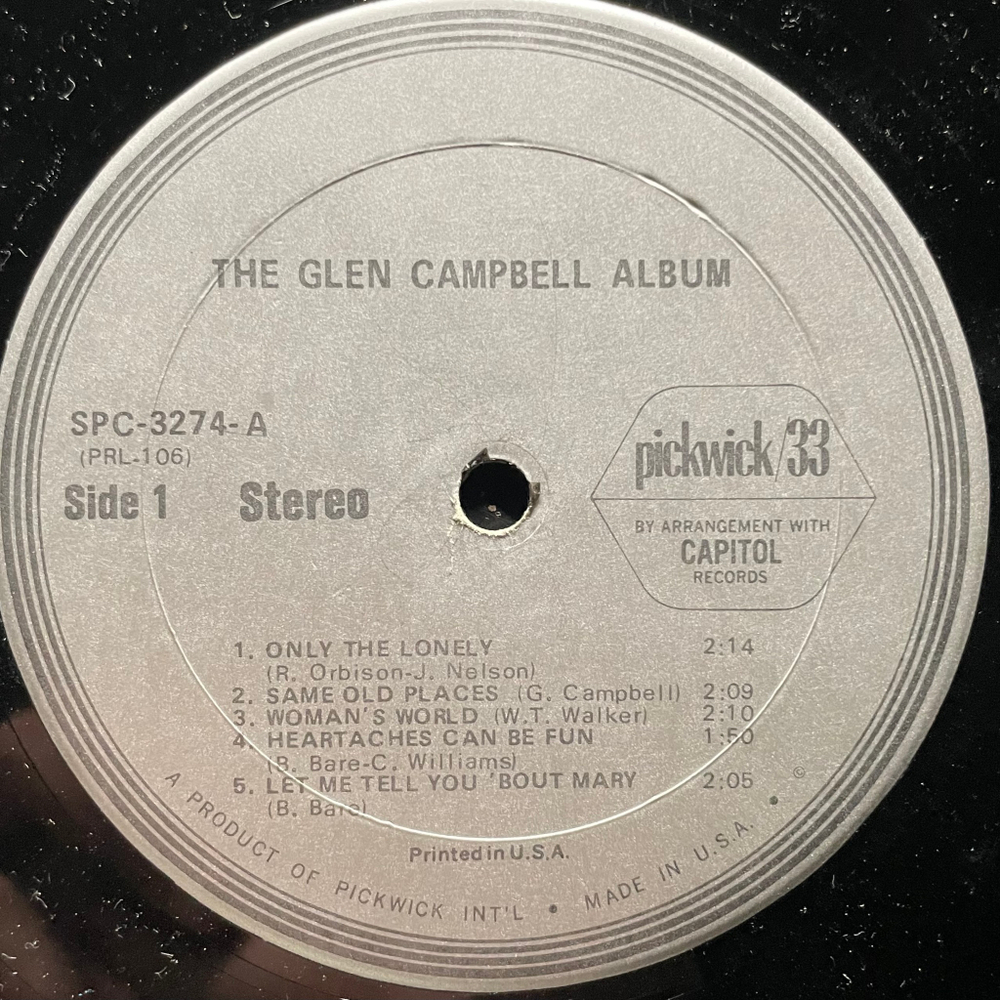 THE GLEN CAMPBELL ALBUM
SPC-3274-A
(PRL-106)
Side 1 Stereo
pickwick/33
BY ARRANGEMENT WITH
CAPITOL
RECORDS
1. ONLY THE LONELY 2:14
(R. Orbison-J. Nelson)
2. SAME OLD PLACES (G. Campbell) 2:09
3. WOMAN'S WORLD (W.T. Walker) 2:10
4. HEARTACHES CAN BE FUN 1:50
(B. Bare-C. Williams)
5. LET ME TELL YOU 'BOUT MARY 2:05
(B. Bare)
©
Printed in U.S.A.
A PRODUCT OF PICKWICK INT'L • MADE IN U.S.A. •